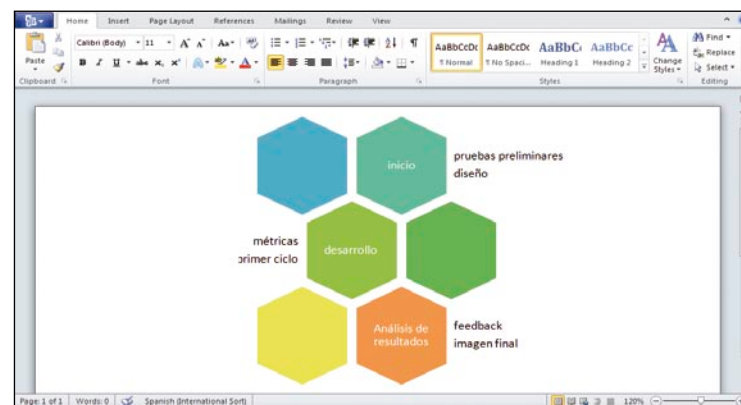 Home Insert Page Layout References Mailings Review View
Calibri (Body) 11 A A Aa
Paste
B I U abc x, x² A A
Clipboard Font Paragraph Styles Editing
AaBbCcDc AaBbCcDc AaBbC AaBbCc
¶ Normal ¶ No Spaci... Heading 1 Heading 2
Change Styles
Find
Replace
Select
inicio
pruebas preliminares
diseño
métricas
primer ciclo
desarrollo
Análisis de
resultados
feedback
imagen final
Page: 1 of 1 Words: 0 Spanish (International Sort) 120%